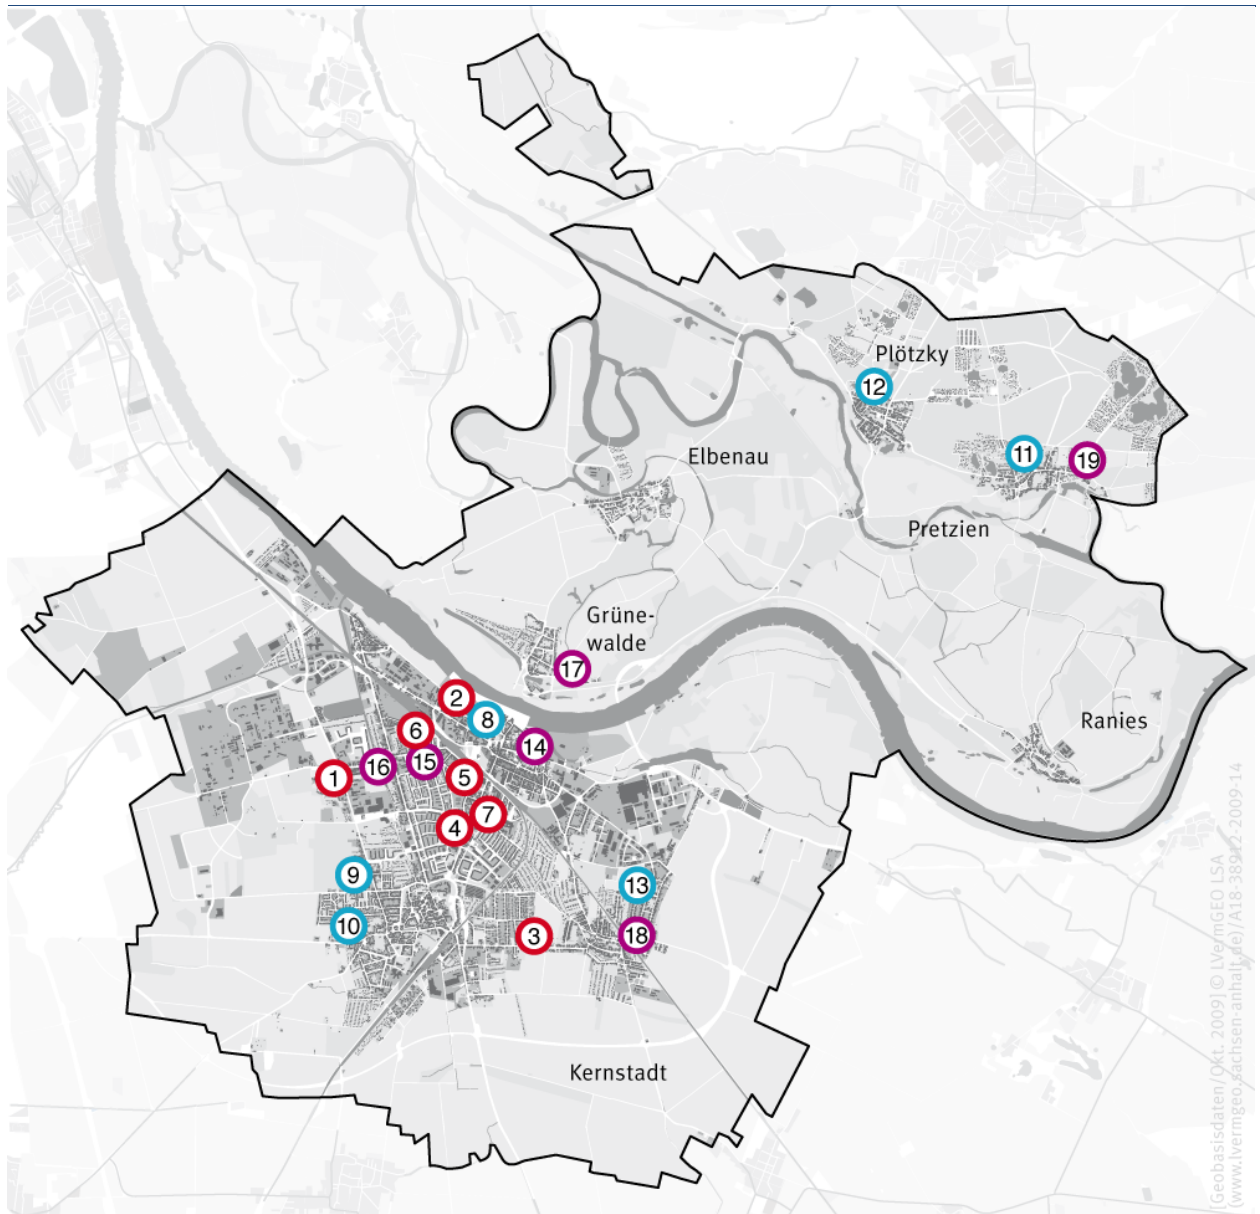 Plötzky
12
Elbenau
11
19
Pretzien
Grüne-
walde
17
2
8
Ranies
6
14
15
16
1
5
7
4
9
13
10
3
18
Kernstadt
[Geobasisdaten/Okt. 2009] © LVermGEO LSA
(www.lvermgeo.sachsen-anhalt.de)/A18-38912-2009-14